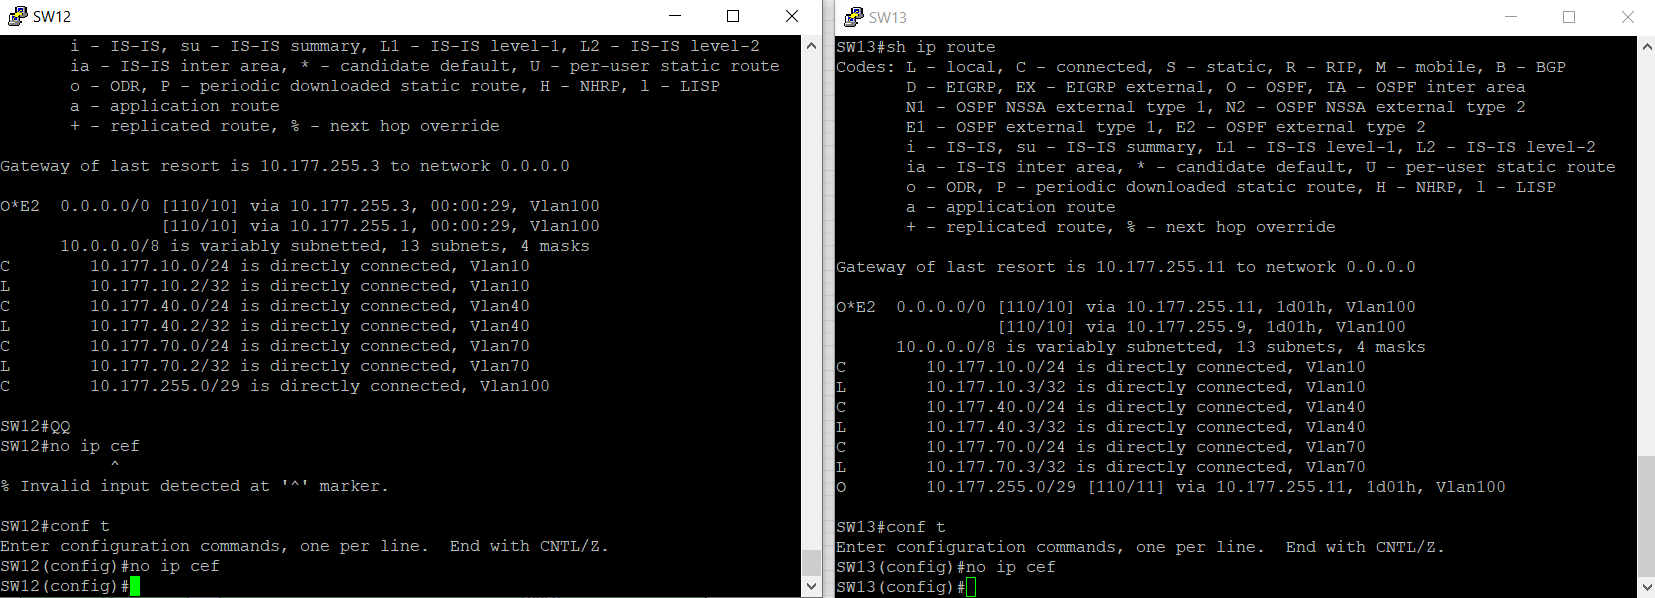 SW12
i - IS-IS, su - IS-IS summary, L1 - IS-IS level-1, L2 - IS-IS level-2
ia - IS-IS inter area, * - candidate default, U - per-user static route
o - ODR, P - periodic downloaded static route, H - NHRP, l - LISP
a - application route
+ - replicated route, % - next hop override
Gateway of last resort is 10.177.255.3 to network 0.0.0.0
O*E2  0.0.0.0/0 [110/10] via 10.177.255.3, 00:00:29, Vlan100
[110/10] via 10.177.255.1, 00:00:29, Vlan100
10.0.0.0/8 is variably subnetted, 13 subnets, 4 masks
C        10.177.10.0/24 is directly connected, Vlan10
L        10.177.10.2/32 is directly connected, Vlan10
C        10.177.40.0/24 is directly connected, Vlan40
L        10.177.40.2/32 is directly connected, Vlan40
C        10.177.70.0/24 is directly connected, Vlan70
L        10.177.70.2/32 is directly connected, Vlan70
C        10.177.255.0/29 is directly connected, Vlan100
SW12#QQ
SW12#no ip cef
^
% Invalid input detected at '^' marker.
SW12#conf t
Enter configuration commands, one per line.  End with CNTL/Z.
SW12(config)#no ip cef
SW12(config)#
SW13
SW13#sh ip route
Codes: L - local, C - connected, S - static, R - RIP, M - mobile, B - BGP
D - EIGRP, EX - EIGRP external, O - OSPF, IA - OSPF inter area
N1 - OSPF NSSA external type 1, N2 - OSPF NSSA external type 2
E1 - OSPF external type 1, E2 - OSPF external type 2
i - IS-IS, su - IS-IS summary, L1 - IS-IS level-1, L2 - IS-IS level-2
ia - IS-IS inter area, * - candidate default, U - per-user static route
o - ODR, P - periodic downloaded static route, H - NHRP, l - LISP
a - application route
+ - replicated route, % - next hop override
Gateway of last resort is 10.177.255.11 to network 0.0.0.0
O*E2  0.0.0.0/0 [110/10] via 10.177.255.11, 1d01h, Vlan100
[110/10] via 10.177.255.9, 1d01h, Vlan100
10.0.0.0/8 is variably subnetted, 13 subnets, 4 masks
C        10.177.10.0/24 is directly connected, Vlan10
L        10.177.10.3/32 is directly connected, Vlan10
C        10.177.40.0/24 is directly connected, Vlan40
L        10.177.40.3/32 is directly connected, Vlan40
C        10.177.70.0/24 is directly connected, Vlan70
L        10.177.70.3/32 is directly connected, Vlan70
O        10.177.255.0/29 [110/11] via 10.177.255.11, 1d01h, Vlan100
SW13#conf t
Enter configuration commands, one per line.  End with CNTL/Z.
SW13(config)#no ip cef
SW13(config)#